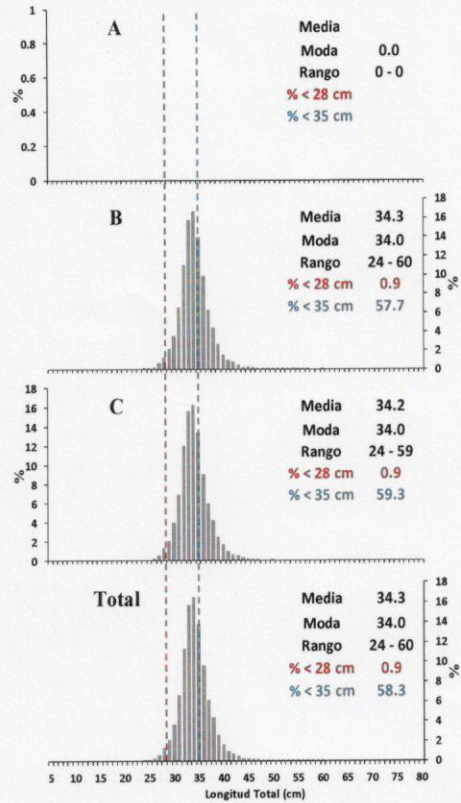 A
Media
Moda 0.0
Rango 0 - 0
% < 28 cm
% < 35 cm
%
1
0.8
0.6
0.4
0.2
0
B
Media 34.3
Moda 34.0
Rango 24 - 60
% < 28 cm 0.9
% < 35 cm 57.7
%
18
16
14
12
10
8
6
4
2
0
C
Media 34.2
Moda 34.0
Rango 24 - 59
% < 28 cm 0.9
% < 35 cm 59.3
%
18
16
14
12
10
8
6
4
2
0
Total
Media 34.3
Moda 34.0
Rango 24 - 60
% < 28 cm 0.9
% < 35 cm 58.3
%
18
16
14
12
10
8
6
4
2
0
5 10 15 20 25 30 35 40 45 50 55 60 65 70 75 80
Longitud Total (cm)